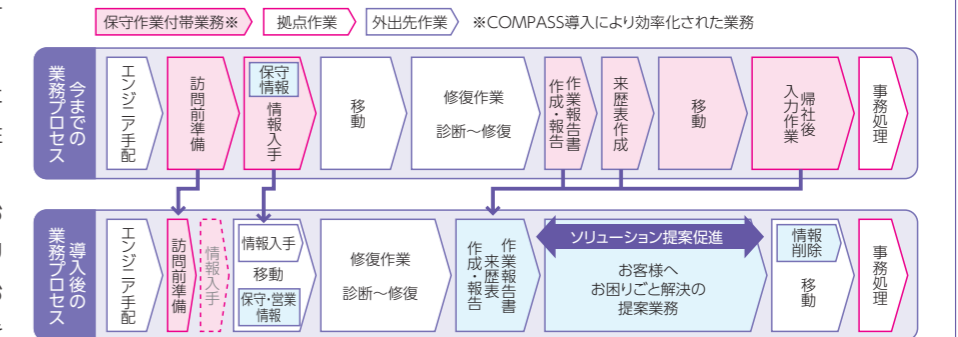 保守作業付帯業務※
拠点作業
外出先作業
※COMPASS導入により効率化された業務
今までの
業務プロセス
エンジニア手配
訪問前準備
保守
情報
情報入手
移動
修復作業
診断～修復
作業報告書
作成・報告
来歴表作成
移動
帰社後
入力作業
事務処理
導入後の
業務プロセス
エンジニア手配
訪問前準備
情報入手
情報入手
移動
保守・営業
情報
修復作業
診断～修復
作業報告書
来歴表
作成・報告
ソリューション提案促進
お客様へ
お困りごと解決の
提案業務
情報
削除
移動
事務処理